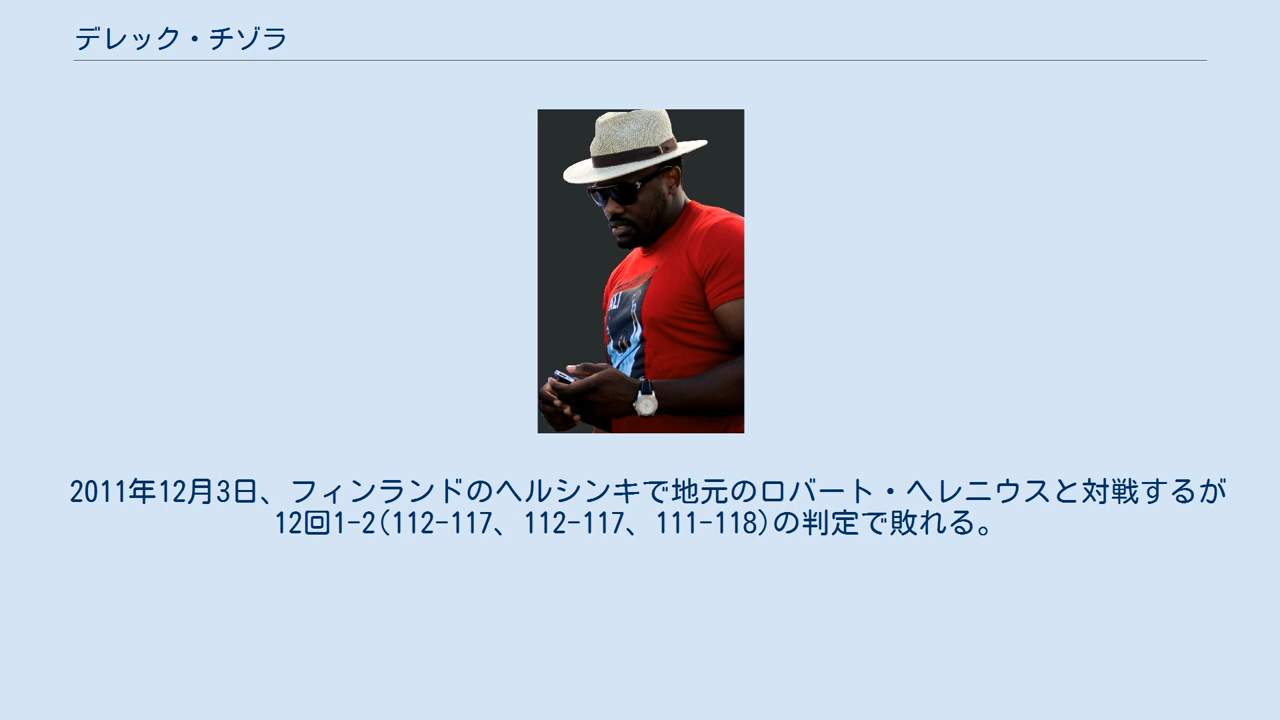 デレック・チゾラ
2011年12月3日、フィンランドのヘルシンキで地元のロバート・ヘレニウスと対戦するが
12回1-2(112-117、112-117、111-118)の判定で敗れる。